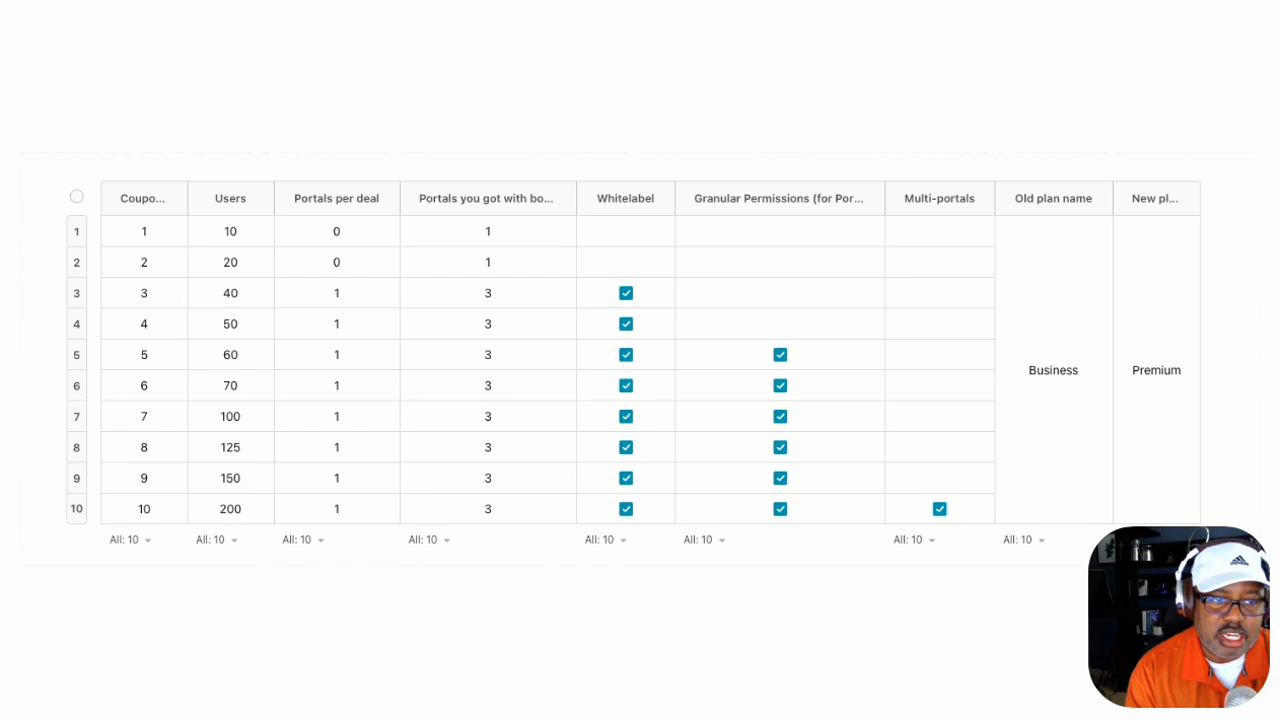 Coupo... Users Portals per deal Portals you got with bo... Whitelabel Granular Permissions (for Por... Multi-portals Old plan name New pl...
1 1 10 0 1
2 2 20 0 1
3 3 40 1 3
4 4 50 1 3
5 5 60 1 3
6 6 70 1 3 Business Premium
7 7 100 1 3
8 8 125 1 3
9 9 150 1 3
10 10 200 1 3
All: 10 All: 10 All: 10 All: 10 All: 10 All: 10 All: 10 All: 10